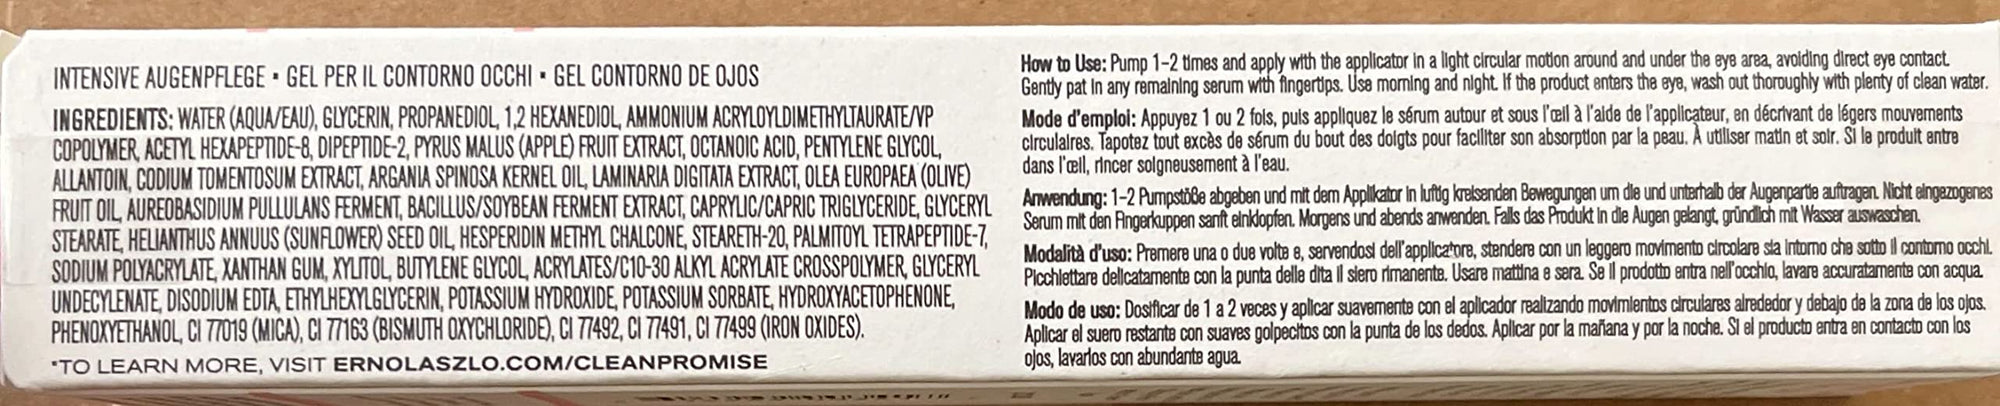 INTENSIVE AUGENPFLEGE • GEL PER IL CONTORNO OCCHI • GEL CONTORNO DE OJOS
INGREDIENTS: WATER (AQUA/EAU), GLYCERIN, PROPANEDIOL, 1,2 HEXANEDIOL, AMMONIUM ACRYLOYLDIMETHYLTAURATE/VP
COPOLYMER, ACETYL HEXAPEPTIDE-8, DIPEPTIDE-2, PYRUS MALUS (APPLE) FRUIT EXTRACT, OCTANOIC ACID, PENTYLENE GLYCOL,
ALLANTOIN, CODIUM TOMENTOSUM EXTRACT, ARGANIA SPINOSA KERNEL OIL, LAMINARIA DIGITATA EXTRACT, OLEA EUROPAEA (OLIVE)
FRUIT OIL, AUREOBASIDIUM PULLULANS FERMENT, BACILLUS/SOYBEAN FERMENT EXTRACT, CAPRYLIC/CAPRIC TRIGLYCERIDE, GLYCERYL
STEARATE, HELIANTHUS ANNUUS (SUNFLOWER) SEED OIL, HESPERIDIN METHYL CHALCONE, STEARETH-20, PALMITOYL TETRAPEPTIDE-7,
SODIUM POLYACRYLATE, XANTHAN GUM, XYLITOL, BUTYLENE GLYCOL, ACRYLATES/C10-30 ALKYL ACRYLATE CROSSPOLYMER, GLYCERYL
UNDECYLENATE, DISODIUM EDTA, ETHYLHEXYLGLYCERIN, POTASSIUM HYDROXIDE, POTASSIUM SORBATE, HYDROXYACETOPHENONE,
PHENOXYETHANOL, CI 77019 (MICA), CI 77163 (BISMUTH OXYCHLORIDE), CI 77492, CI 77491, CI 77499 (IRON OXIDES).
*TO LEARN MORE, VISIT ERNOLASZLO.COM/CLEANPROMISE
How to Use: Pump 1-2 times and apply with the applicator in a light circular motion around and under the eye area, avoiding direct eye contact.
Gently pat in any remaining serum with fingertips. Use morning and night. If the product enters the eye, wash out thoroughly with plenty of clean water.
Mode d'emploi: Appuyez 1 ou 2 fois, puis appliquez le sérum autour et sous l'œil à l'aide de l'applicateur, en décrivant de légers mouvements
circulaires. Tapotez tout excès de sérum du bout des doigts pour faciliter son absorption par la peau. À utiliser matin et soir. Si le produit entre
dans l'œil, rincer soigneusement à l'eau.
Anwendung: 1-2 Pumpstöße abgeben und mit dem Applikator in luftig kreisenden Bewegungen um die und unterhalb der Augenpartie auftragen. Nicht eingezogenes
Serum mit den Fingerkuppen sanft einklopfen. Morgens und abends anwenden. Falls das Produkt in die Augen gelangt, gründlich mit Wasser auswaschen.
Modalità d'uso: Premere una o due volte e, servendosi dell'applicatore, stendere con un leggero movimento circolare sia intorno che sotto il contorno occhi.
Picchiettare delicatamente con la punta delle dita il siero rimanente. Usare mattina e sera. Se il prodotto entra nell'occhio, lavare accuratamente con acqua.
Modo de uso: Dosificar de 1 a 2 veces y aplicar suavemente con el aplicador realizando movimientos circulares alrededor y debajo de la zona de los ojos.
Aplicar el suero restante con suaves golpecitos con la punta de los dedos. Aplicar por la mañana y por la noche. Si el producto entra en contacto con los
ojos, lavarlos con abundante agua.